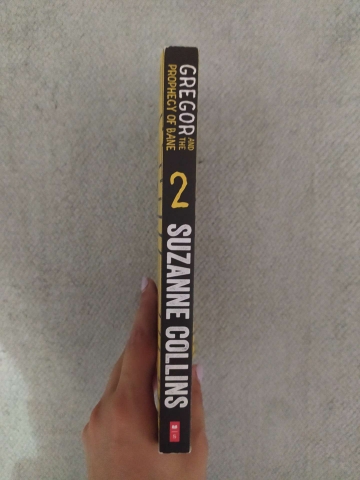 GREGOR AND THE
PROPHECY OF BANE
2
SUZANNE COLLINS